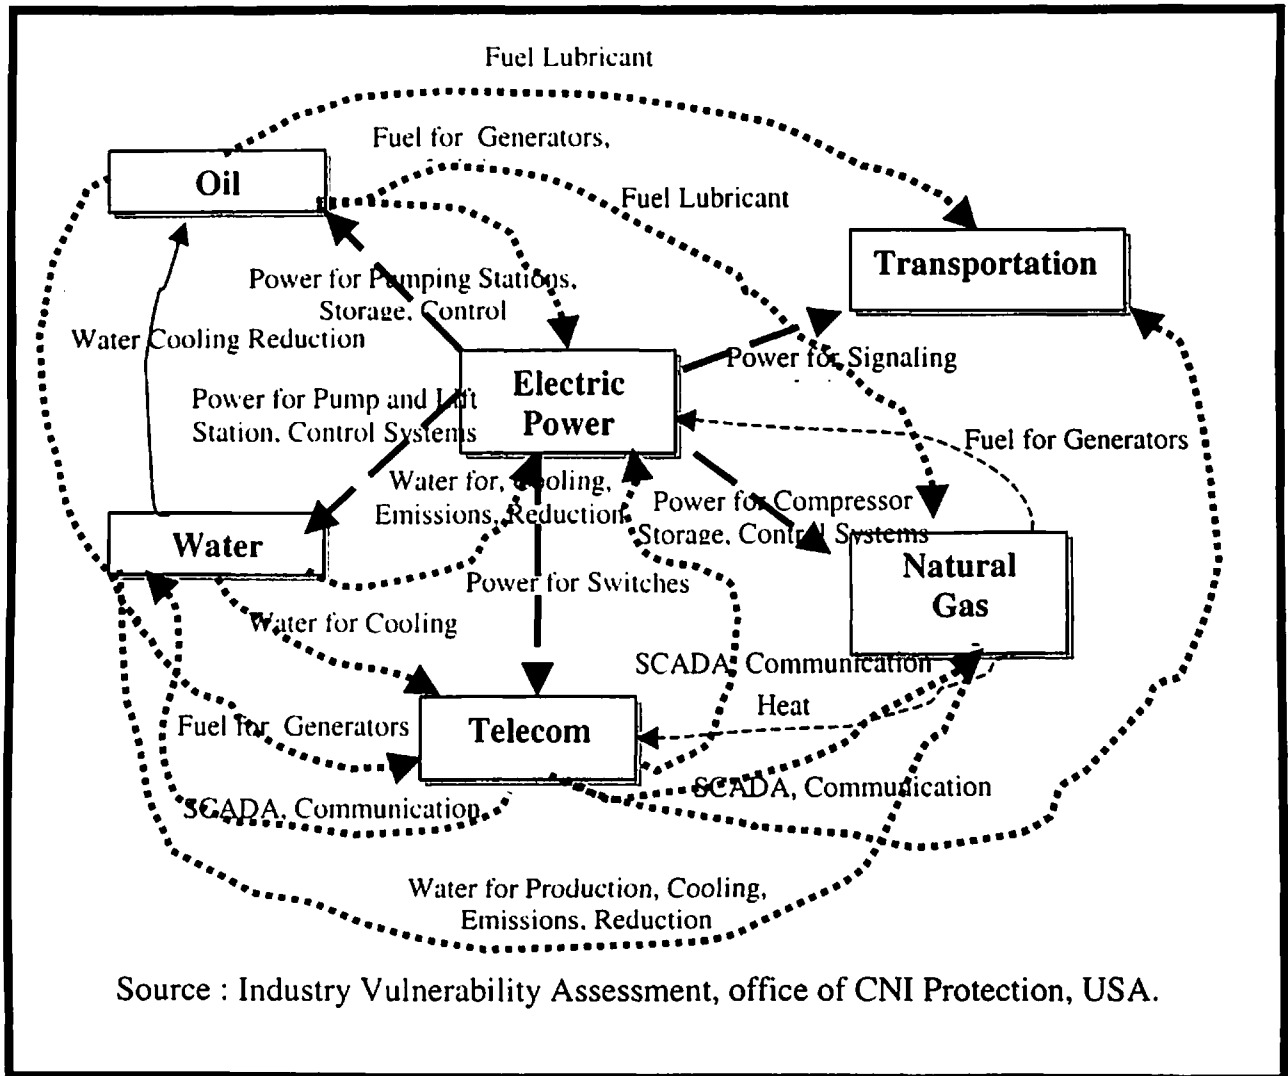 Fuel Lubricant
Fuel for Generators,
Oil
Fuel Lubricant
Transportation
Power for Pumping Stations,
Storage, Control
Water Cooling Reduction
Power for Signaling
Electric
Power
Power for Pump and Lift
Station, Control Systems
Fuel for Generators
Water for, Cooling,
Emissions, Reduction
Power for Compressor
Storage, Control Systems
Water
Natural
Gas
Power for Switches
Water for Cooling
SCADA, Communication
Heat
Fuel for Generators
Telecom
SCADA, Communication
SCADA, Communication
Water for Production, Cooling,
Emissions, Reduction
Source : Industry Vulnerability Assessment, office of CNI Protection, USA.